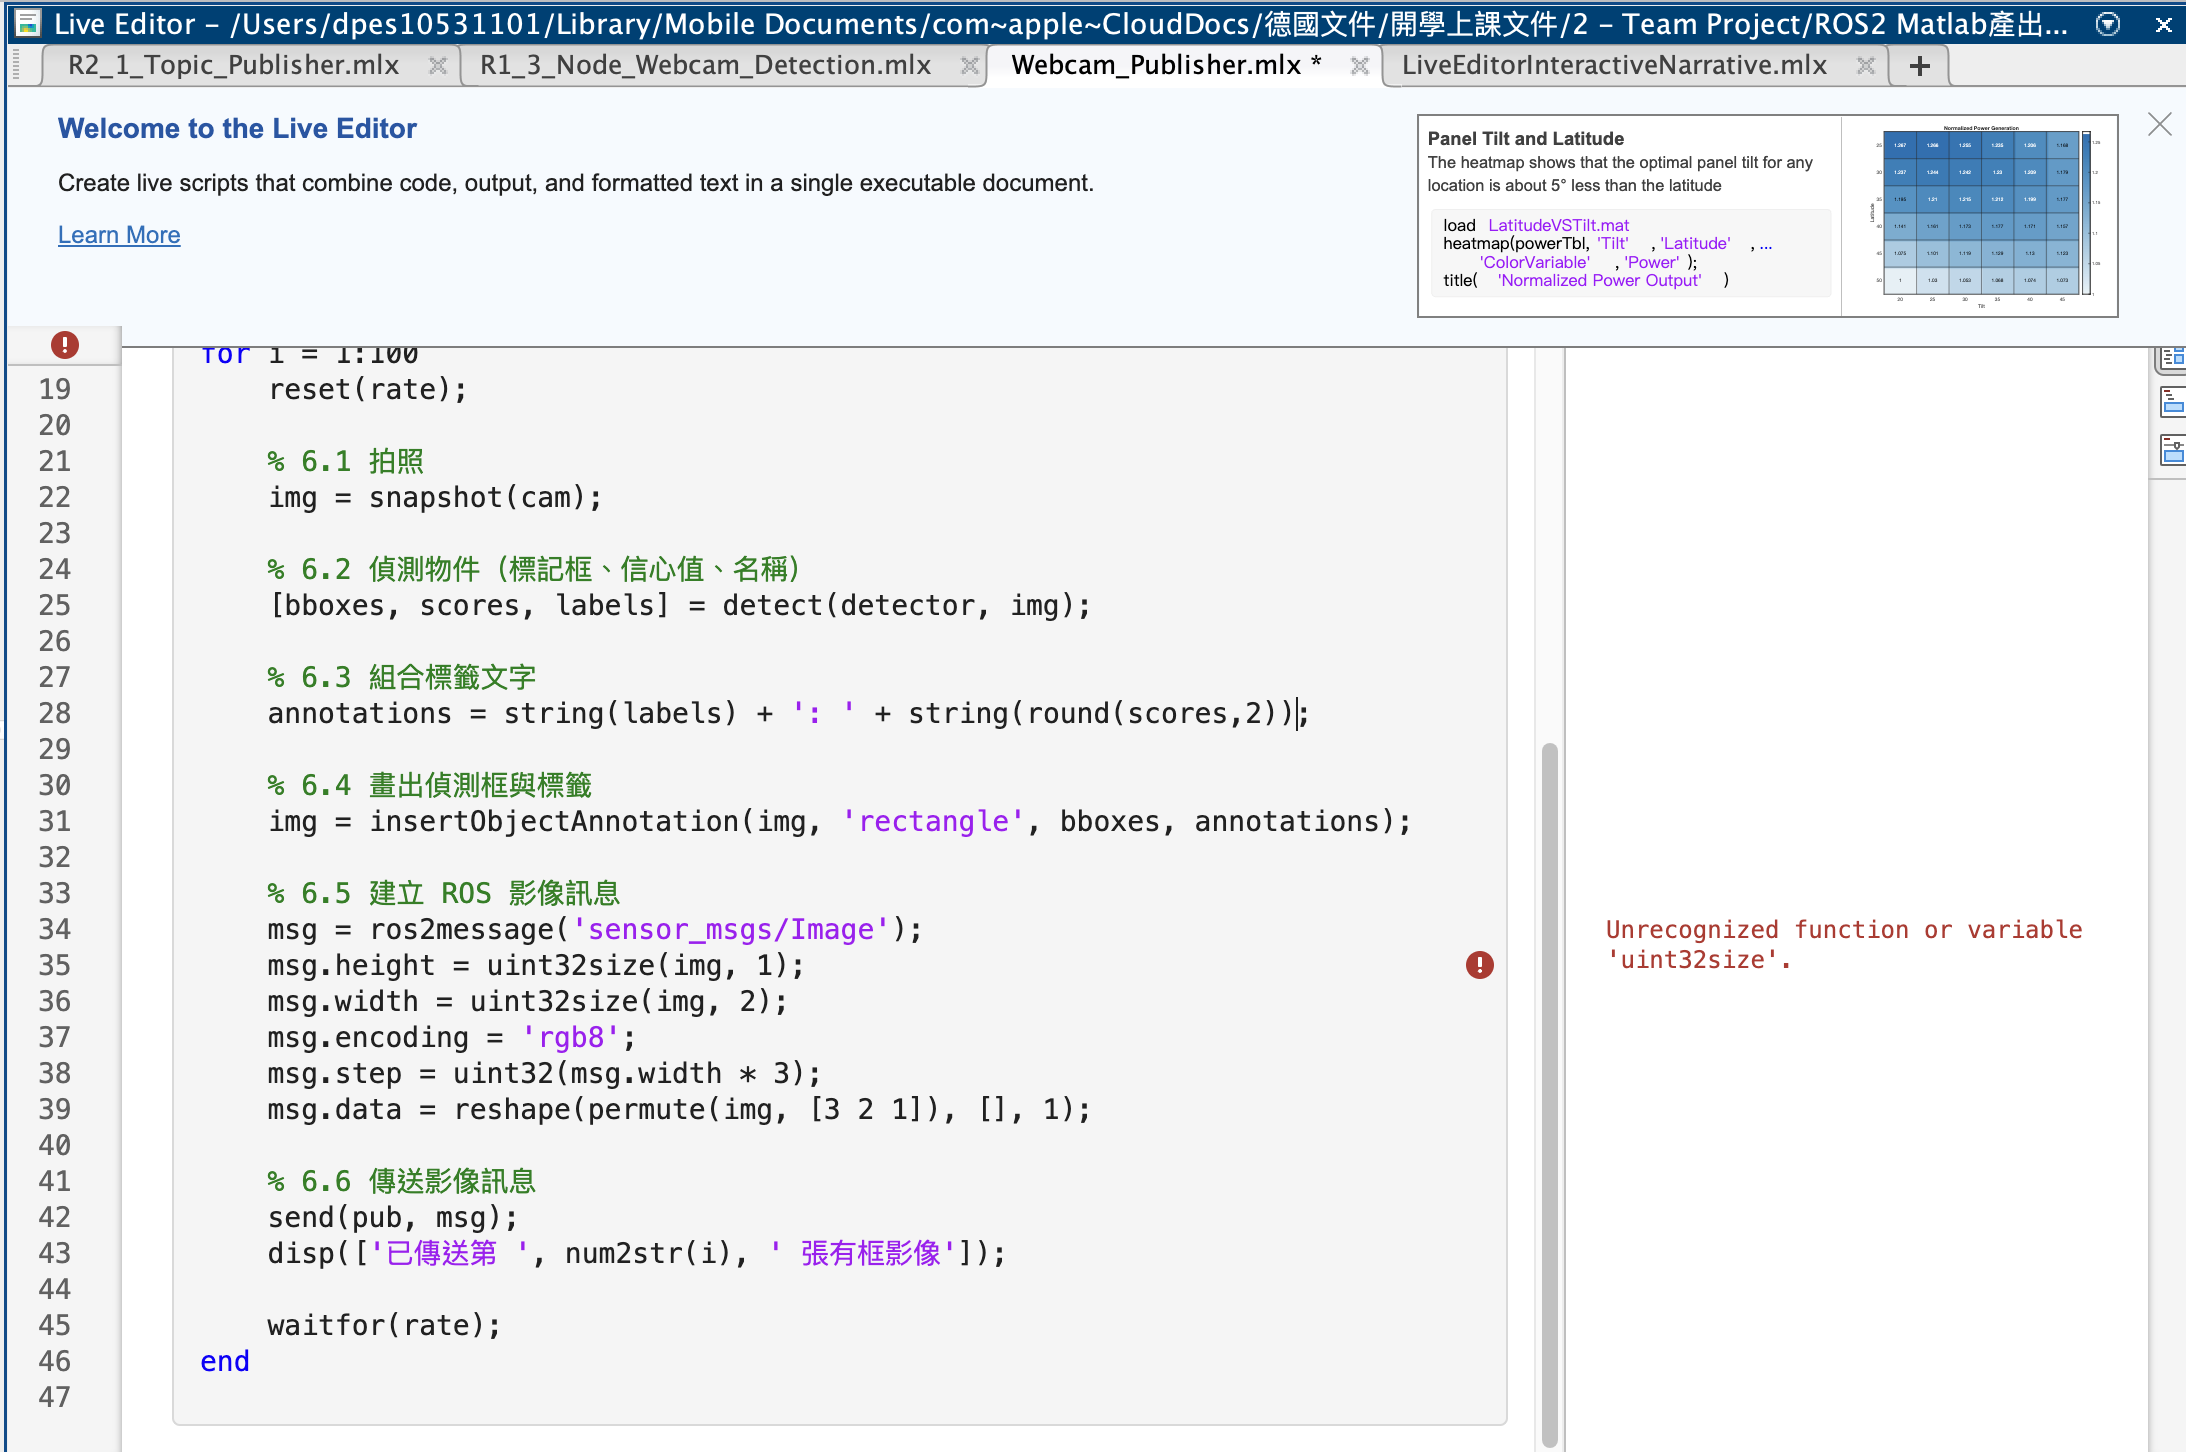 Live Editor – /Users/dpes10531101/Library/Mobile Documents/com~apple~CloudDocs/德國文件/開學上課文件/2 – Team Project/ROS2 Matlab產出...
R2_1_Topic_Publisher.mlx
R1_3_Node_Webcam_Detection.mlx
Webcam_Publisher.mlx *
LiveEditorInteractiveNarrative.mlx
+
Welcome to the Live Editor
Create live scripts that combine code, output, and formatted text in a single executable document.
Learn More
Panel Tilt and Latitude
The heatmap shows that the optimal panel tilt for any
location is about 5° less than the latitude
load LatitudeVSTilt.mat
heatmap(powerTbl, 'Tilt' , 'Latitude' , ...
'ColorVariable' , 'Power' );
title( 'Normalized Power Output' )
Normalized Power Generation
Latitude
Tilt
for i = 1:100
19 reset(rate);
20
21 % 6.1 拍照
22 img = snapshot(cam);
23
24 % 6.2 偵測物件（標記框、信心值、名稱）
25 [bboxes, scores, labels] = detect(detector, img);
26
27 % 6.3 組合標籤文字
28 annotations = string(labels) + ': ' + string(round(scores,2));
29
30 % 6.4 畫出偵測框與標籤
31 img = insertObjectAnnotation(img, 'rectangle', bboxes, annotations);
32
33 % 6.5 建立 ROS 影像訊息
34 msg = ros2message('sensor_msgs/Image');
35 msg.height = uint32size(img, 1);
36 msg.width = uint32size(img, 2);
37 msg.encoding = 'rgb8';
38 msg.step = uint32(msg.width * 3);
39 msg.data = reshape(permute(img, [3 2 1]), [], 1);
40
41 % 6.6 傳送影像訊息
42 send(pub, msg);
43 disp(['已傳送第 ', num2str(i), ' 張有框影像']);
44
45 waitfor(rate);
46 end
47
Unrecognized function or variable
'uint32size'.